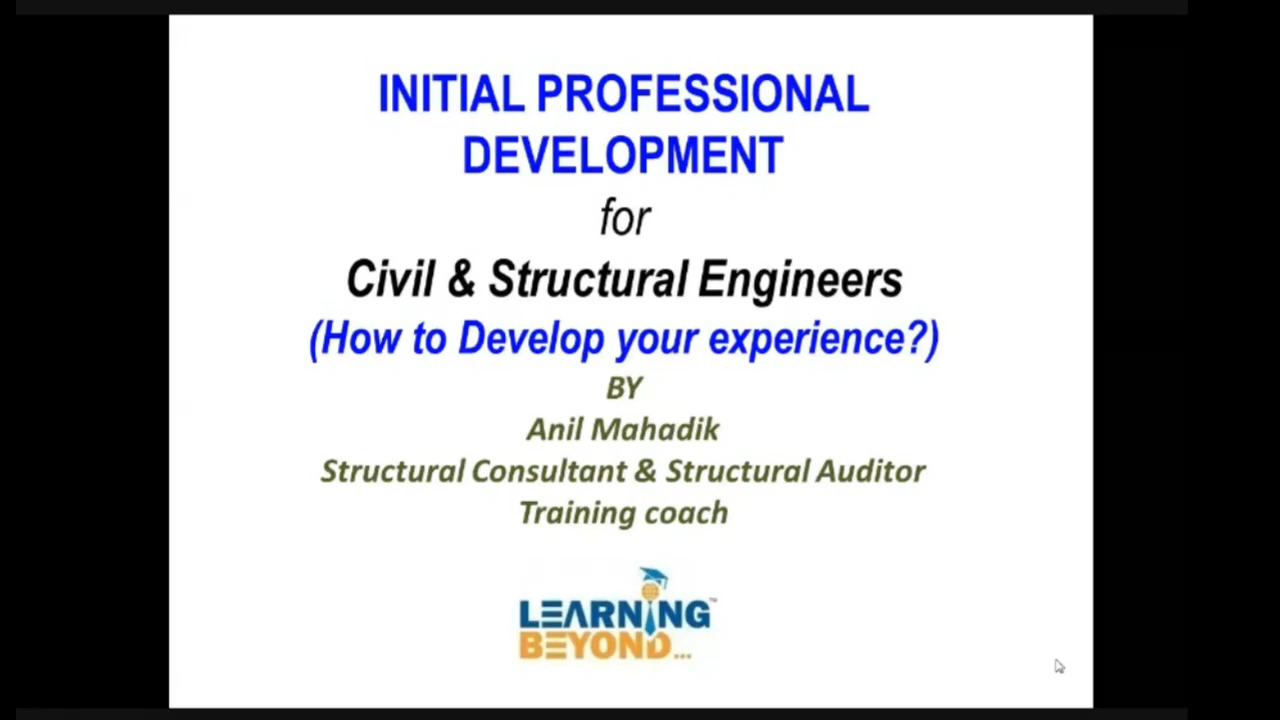 INITIAL PROFESSIONAL
DEVELOPMENT
for
Civil & Structural Engineers
(How to Develop your experience?)
BY
Anil Mahadik
Structural Consultant & Structural Auditor
Training coach
LEARNING™
BEYOND...